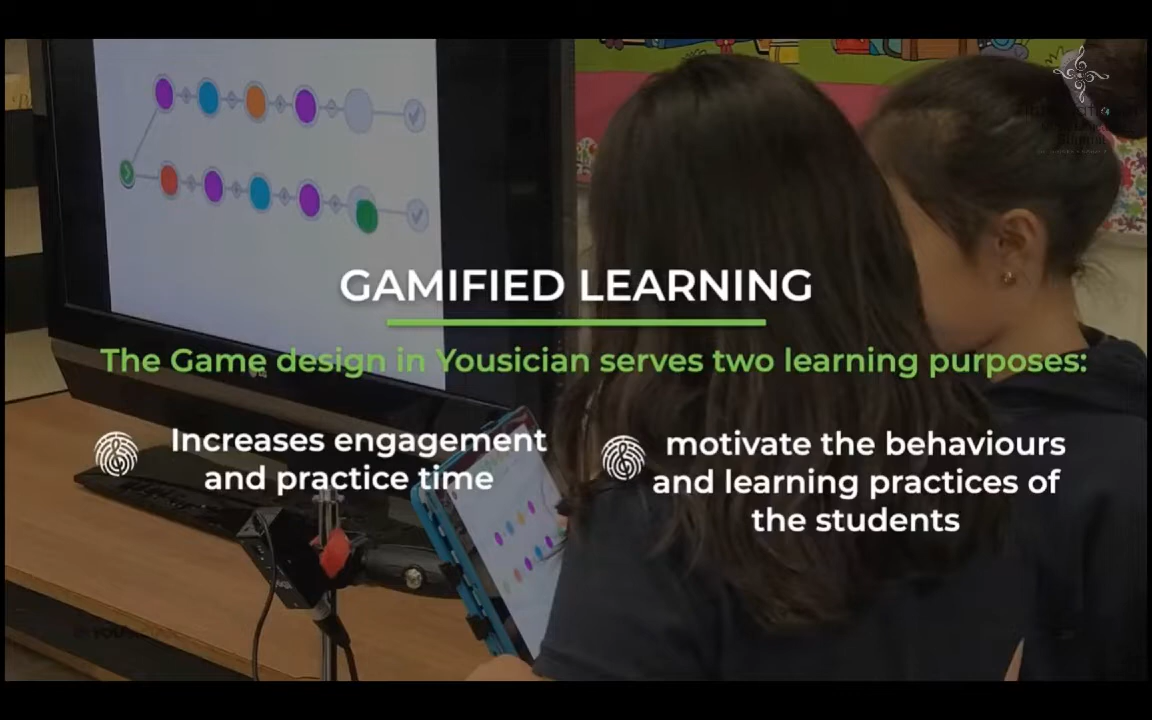 GAMIFIED LEARNING
The Game design in Yousician serves two learning purposes:
Increases engagement
and practice time
motivate the behaviours
and learning practices of
the students